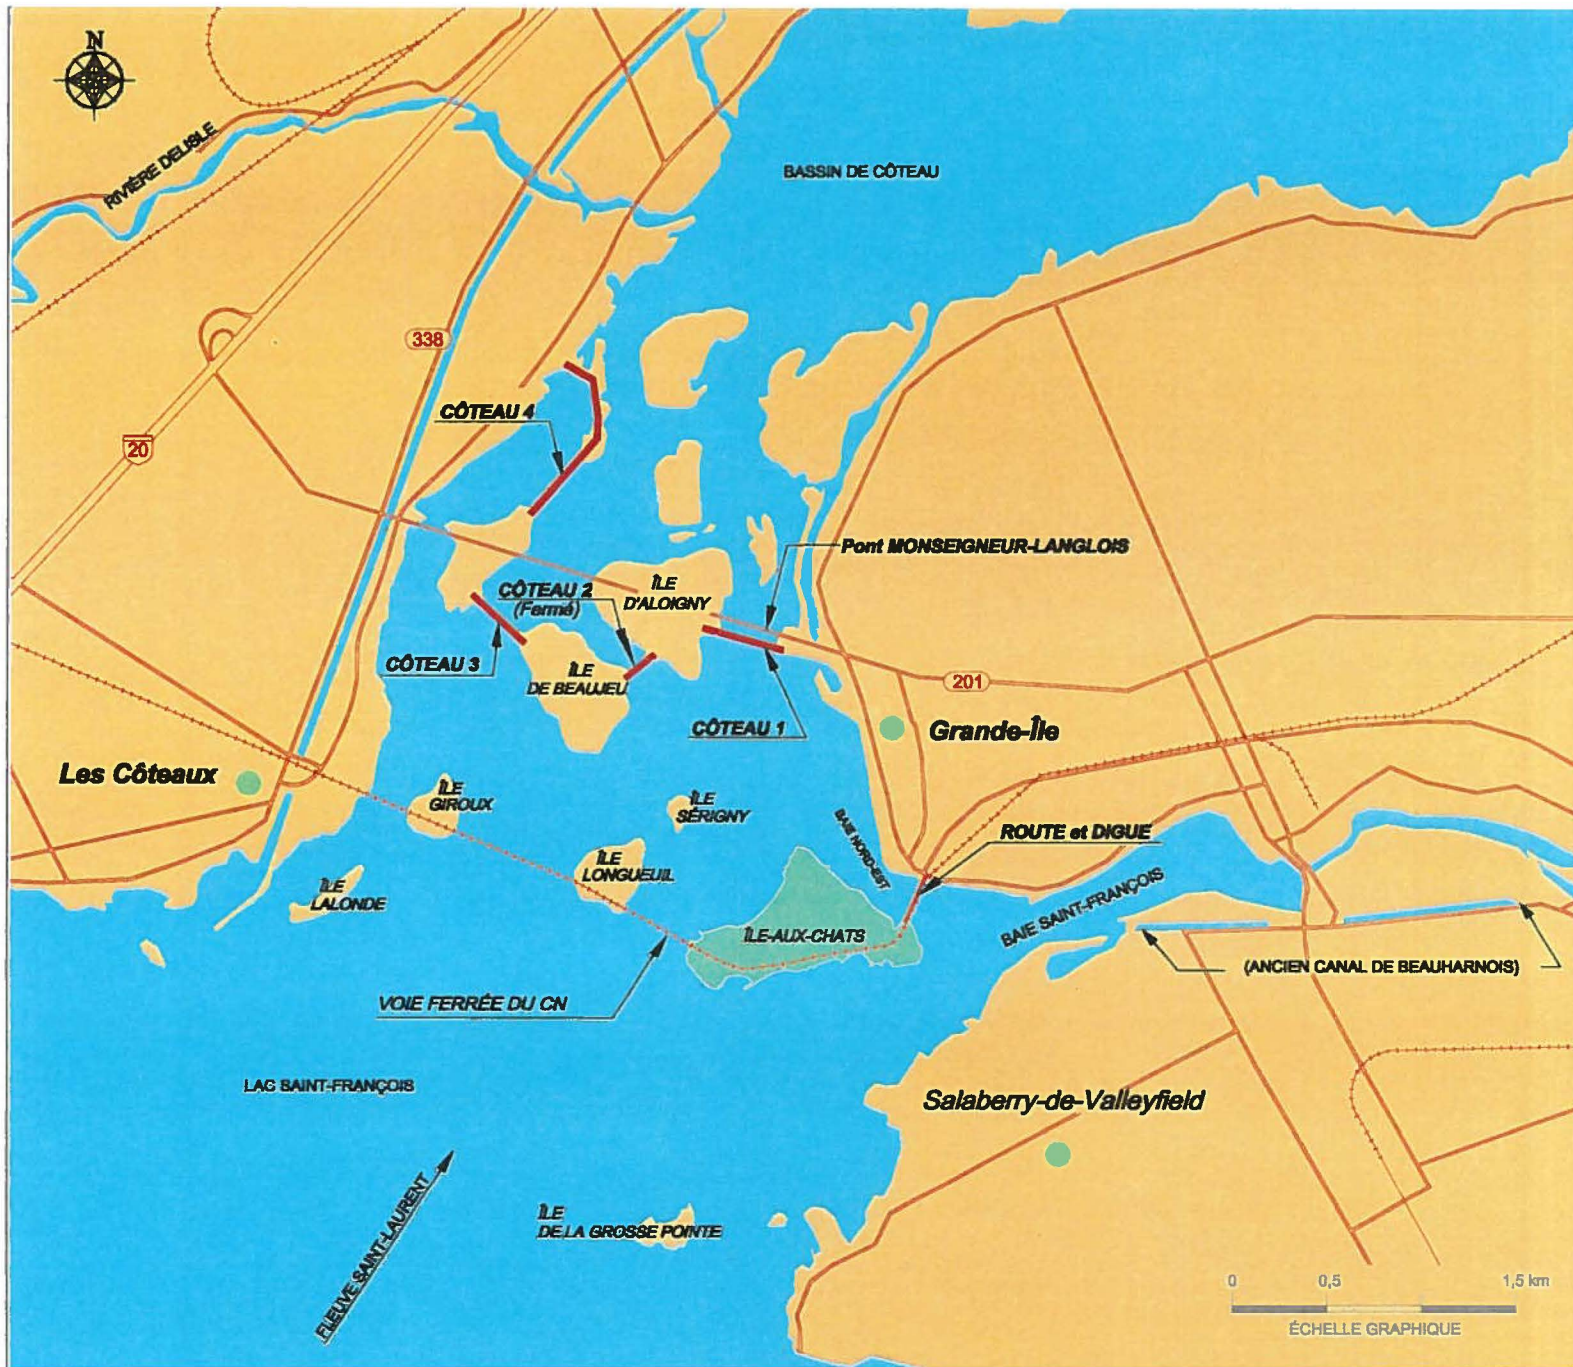 N
RIVIÈRE DELISLE
BASSIN DE CÔTEAU
338
CÔTEAU 4
20
Pont MONSEIGNEUR-LANGLOIS
CÔTEAU 2
(Fermé)
ÎLE
D'ALOIGNY
CÔTEAU 3
ÎLE
DE BEAUJEU
201
CÔTEAU 1
Grande-Île
Les Côteaux
ÎLE
GIROUX
ÎLE
SÉRIGNY
BAIE NORD-EST
ROUTE et DIGUE
ÎLE
LONGUEUIL
ÎLE
LALONDE
BAIE SAINT-FRANÇOIS
ÎLE-AUX-CHATS
(ANCIEN CANAL DE BEAUHARNOIS)
VOIE FERRÉE DU CN
LAC SAINT-FRANÇOIS
Salaberry-de-Valleyfield
FLEUVE SAINT-LAURENT
ÎLE
DE LA GROSSE POINTE
0 0,5 1,5 km
ÉCHELLE GRAPHIQUE